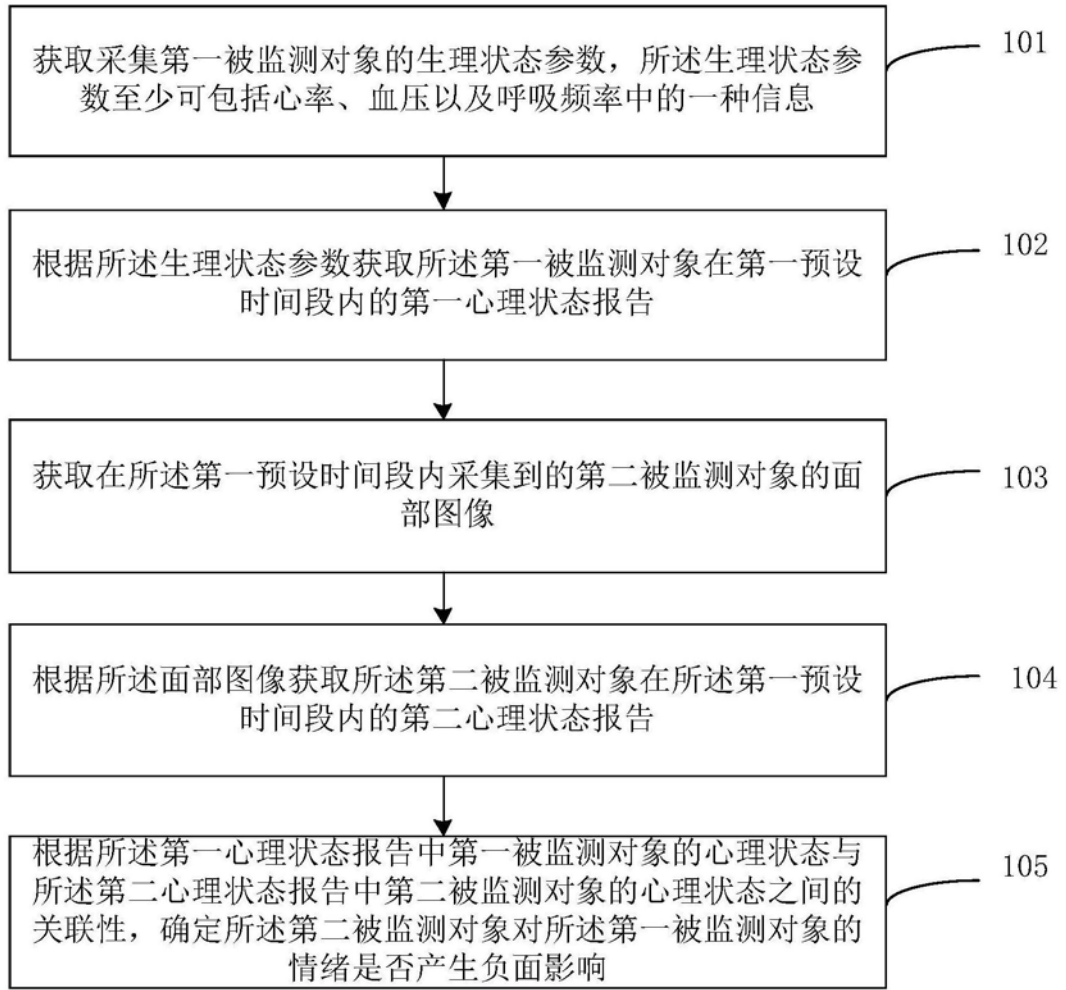 获取采集第一被监测对象的生理状态参数，所述生理状态参
数至少可包括心率、血压以及呼吸频率中的一种信息
101
根据所述生理状态参数获取所述第一被监测对象在第一预设
时间段内的第一心理状态报告
102
获取在所述第一预设时间段内采集到的第二被监测对象的面
部图像
103
根据所述面部图像获取所述第二被监测对象在所述第一预设
时间段内的第二心理状态报告
104
根据所述第一心理状态报告中第一被监测对象的心理状态与
所述第二心理状态报告中第二被监测对象的心理状态之间的
关联性，确定所述第二被监测对象对所述第一被监测对象的
情绪是否产生负面影响
105